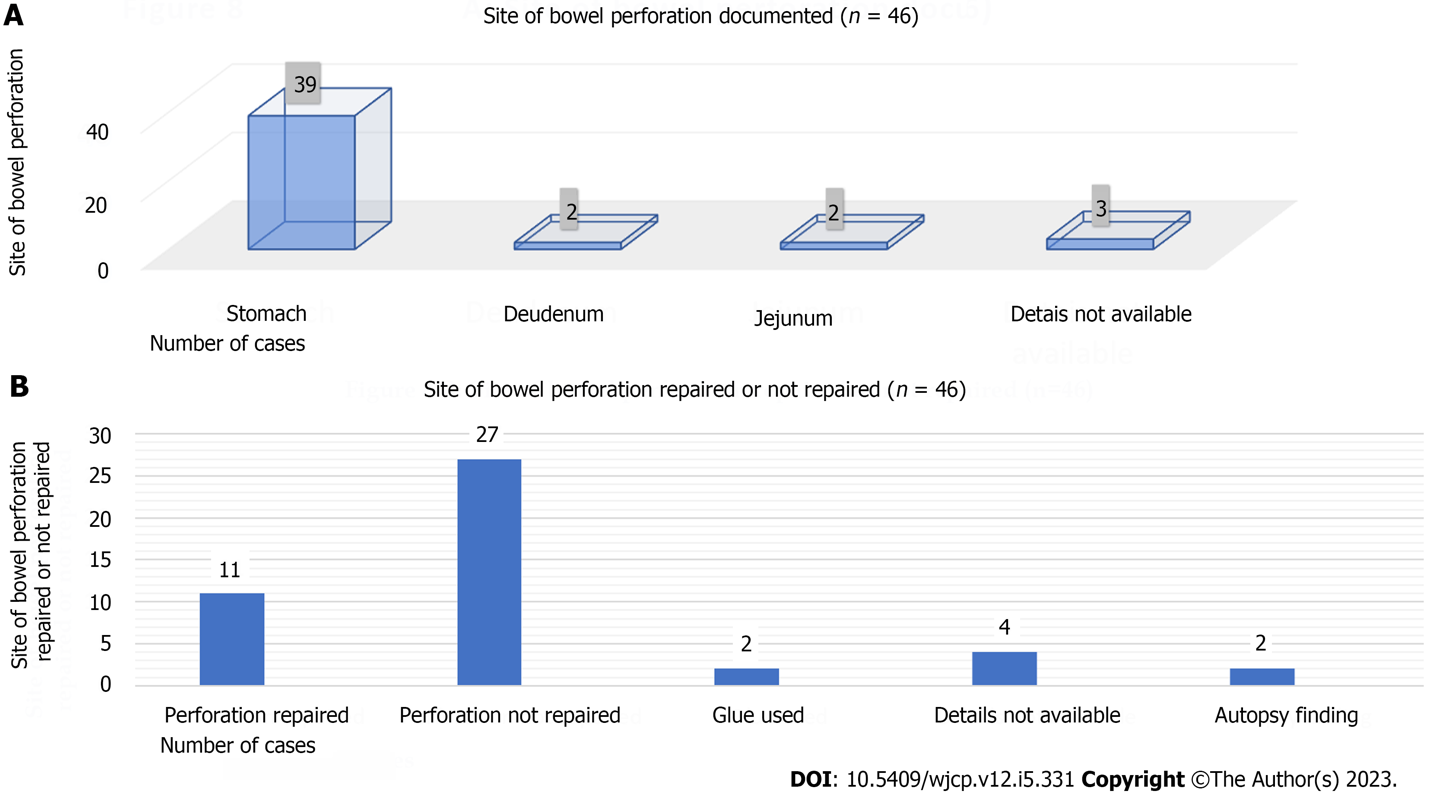 A
Site of bowel perforation documented (n = 46)
Site of bowel perforation
40
20
0
39
2
2
3
Stomach
Deudenum
Jejunum
Detais not available
Number of cases
B
Site of bowel perforation repaired or not repaired (n = 46)
Site of bowel perforation
repaired or not repaired
30
25
20
15
10
5
0
11
27
2
4
2
Perforation repaired
Perforation not repaired
Glue used
Details not available
Autopsy finding
Number of cases
DOI: 10.5409/wjcp.v12.i5.331 Copyright ©The Author(s) 2023.